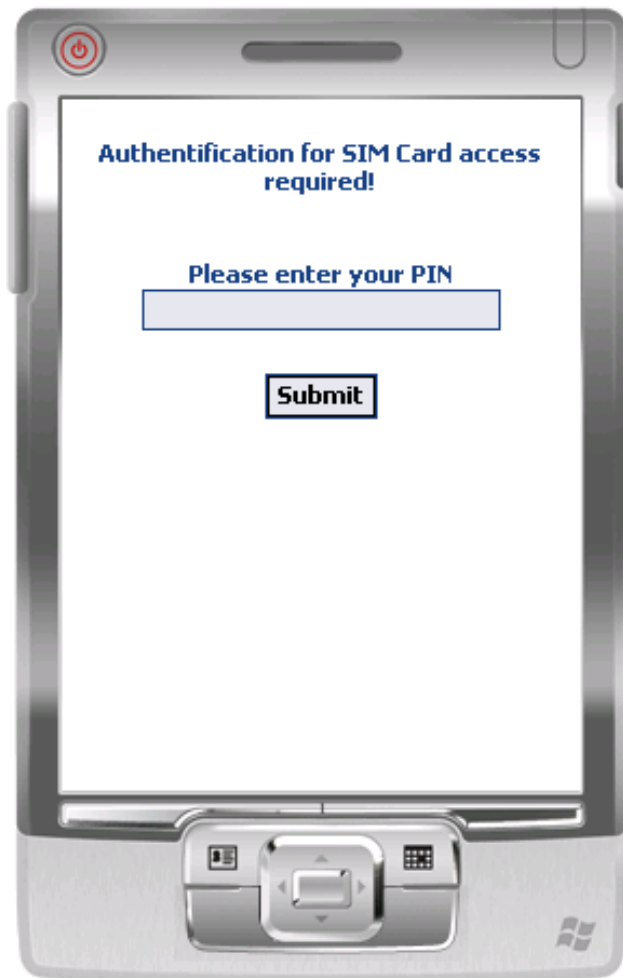 Authentification for SIM Card access
required!
Please enter your PIN
Submit